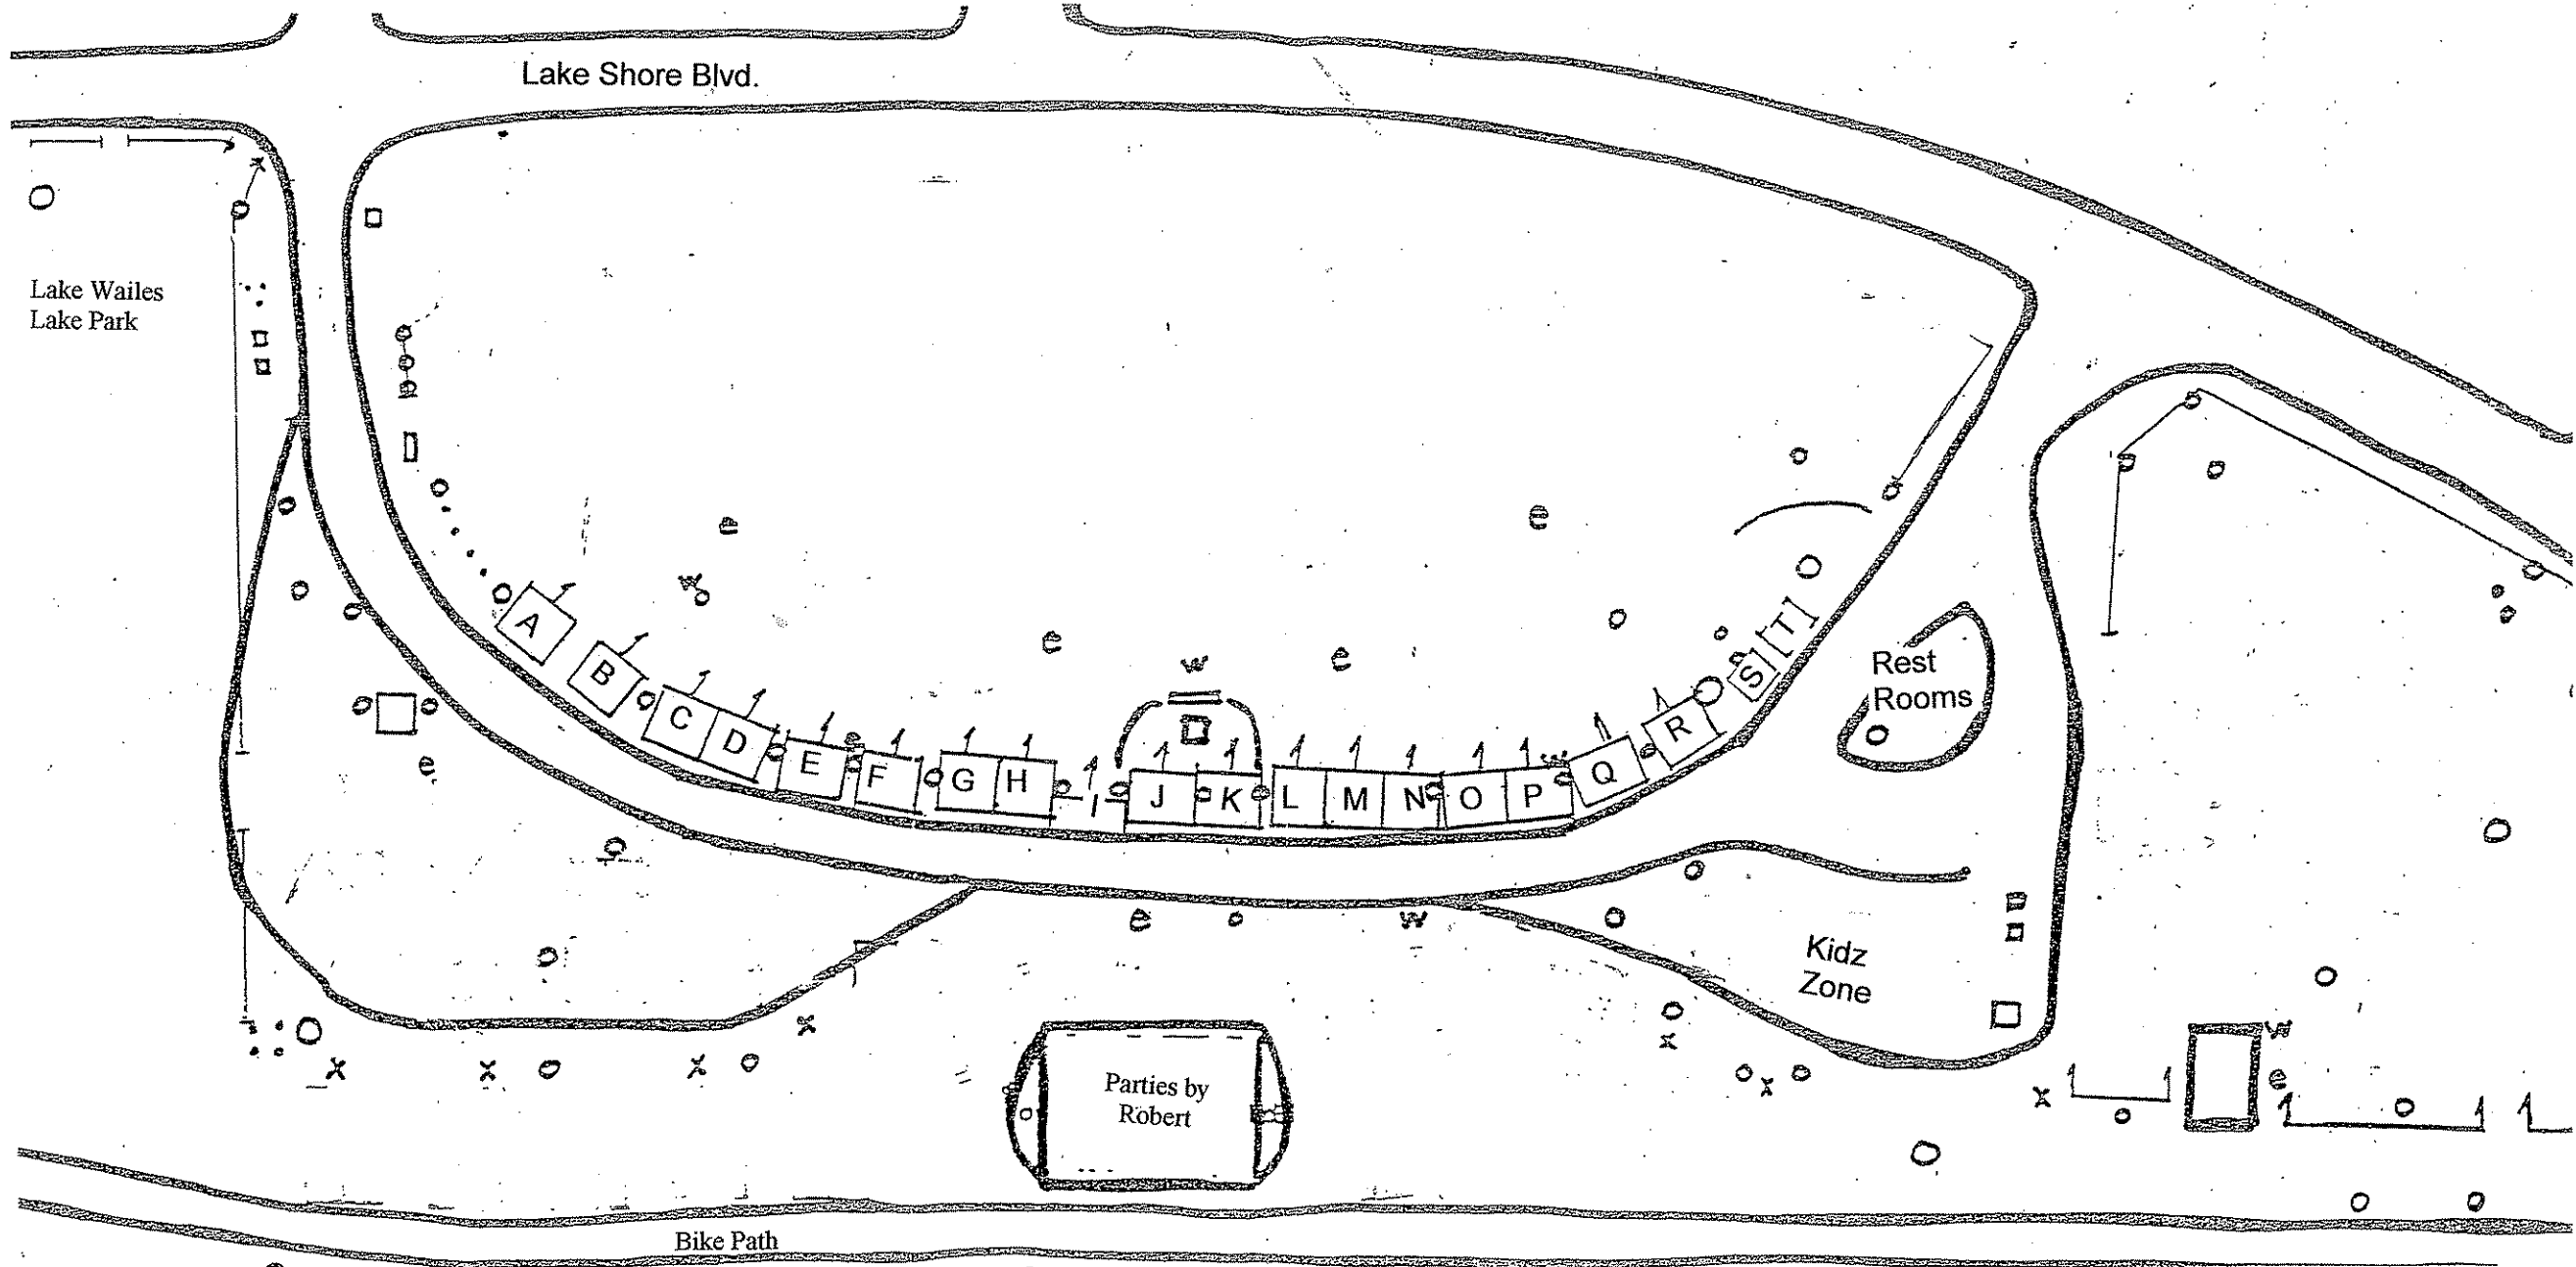 Lake Shore Blvd.
Lake Wailes
Lake Park
e
e
w
e
e
w
A
B
C
D
E
e
F
G
H
I
J
K
L
M
N
O
P
w
Q
R
S
T
Rest
Rooms
e
e
w
Kidz
Zone
x
x
x
x
x
x
x
x
w
e
Parties by
Robert
Bike Path